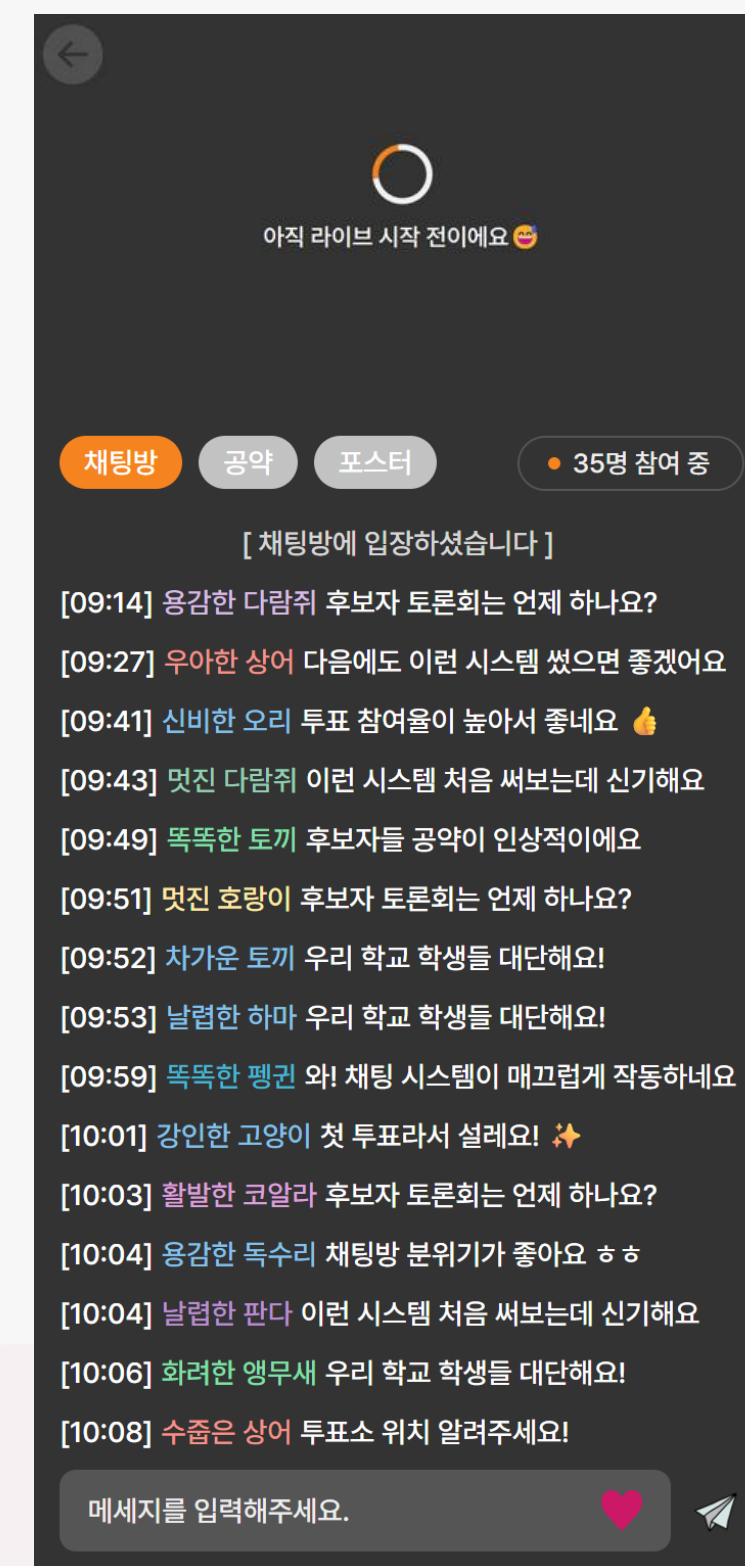 아직 라이브 시작 전이에요 😅
채팅방 공약 포스터 35명 참여 중
[ 채팅방에 입장하셨습니다 ]
[09:14] 용감한 다람쥐 후보자 토론회는 언제 하나요?
[09:27] 우아한 상어 다음에도 이런 시스템 썼으면 좋겠어요
[09:41] 신비한 오리 투표 참여율이 높아서 좋네요 👍
[09:43] 멋진 다람쥐 이런 시스템 처음 써보는데 신기해요
[09:49] 똑똑한 토끼 후보자들 공약이 인상적이에요
[09:51] 멋진 호랑이 후보자 토론회는 언제 하나요?
[09:52] 차가운 토끼 우리 학교 학생들 대단해요!
[09:53] 날렵한 하마 우리 학교 학생들 대단해요!
[09:59] 똑똑한 펭귄 와! 채팅 시스템이 매끄럽게 작동하네요
[10:01] 강인한 고양이 첫 투표라서 설레요! ✨
[10:03] 활발한 코알라 후보자 토론회는 언제 하나요?
[10:04] 용감한 독수리 채팅방 분위기가 좋아요 ㅎㅎ
[10:04] 날렵한 판다 이런 시스템 처음 써보는데 신기해요
[10:06] 화려한 앵무새 우리 학교 학생들 대단해요!
[10:08] 수줍은 상어 투표소 위치 알려주세요!
메세지를 입력해주세요.